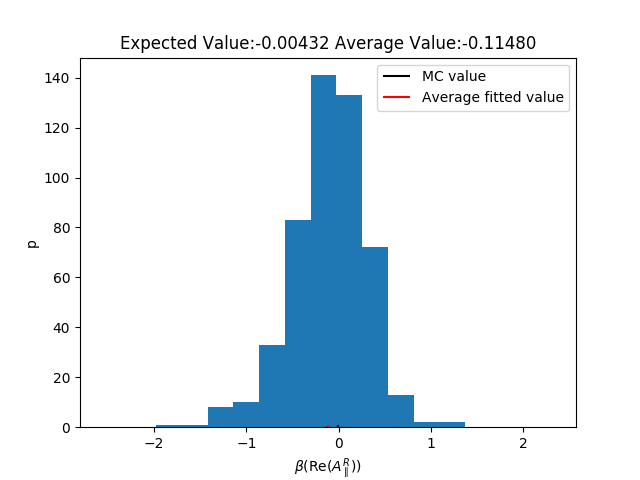 Expected Value:-0.00432 Average Value:-0.11480
MC value
Average fitted value
140
120
100
80
60
40
20
0
p
−2 −1 0 1 2
β(Re(A_∥^R))